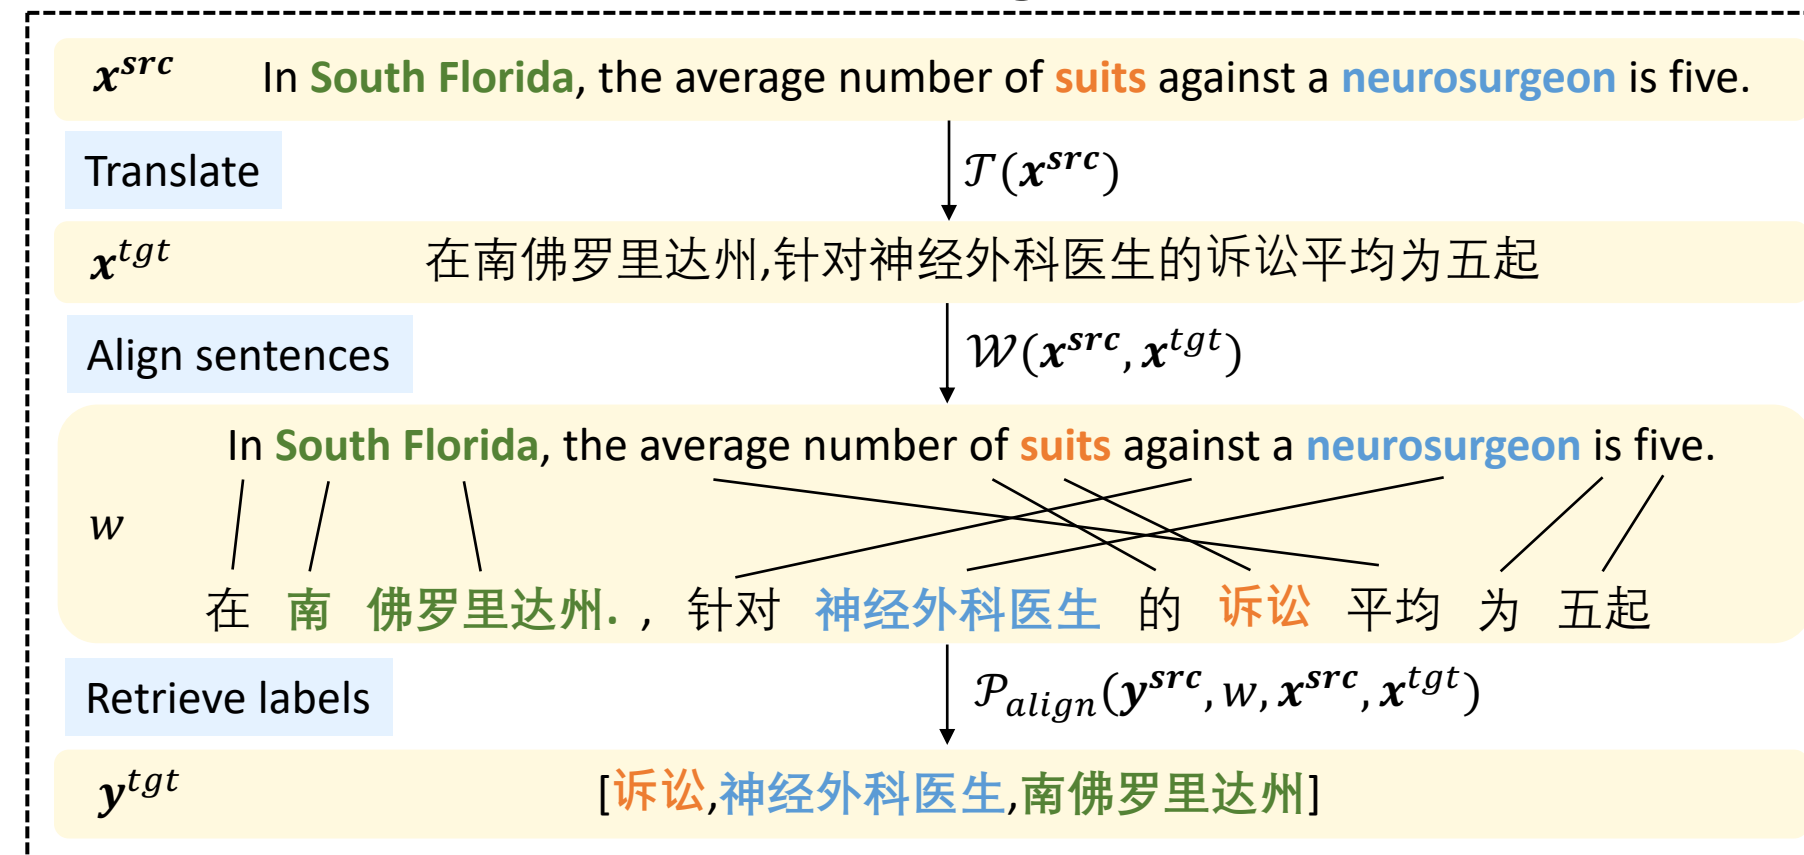 x^src In South Florida, the average number of suits against a neurosurgeon is five.
Translate 𝒯(x^src)
x^tgt 在南佛罗里达州,针对神经外科医生的诉讼平均为五起
Align sentences 𝒲(x^src, x^tgt)
In South Florida, the average number of suits against a neurosurgeon is five.
w
在 南 佛罗里达州. , 针对 神经外科医生 的 诉讼 平均 为 五起
Retrieve labels 𝒫_align(y^src, w, x^src, x^tgt)
y^tgt [诉讼,神经外科医生,南佛罗里达州]